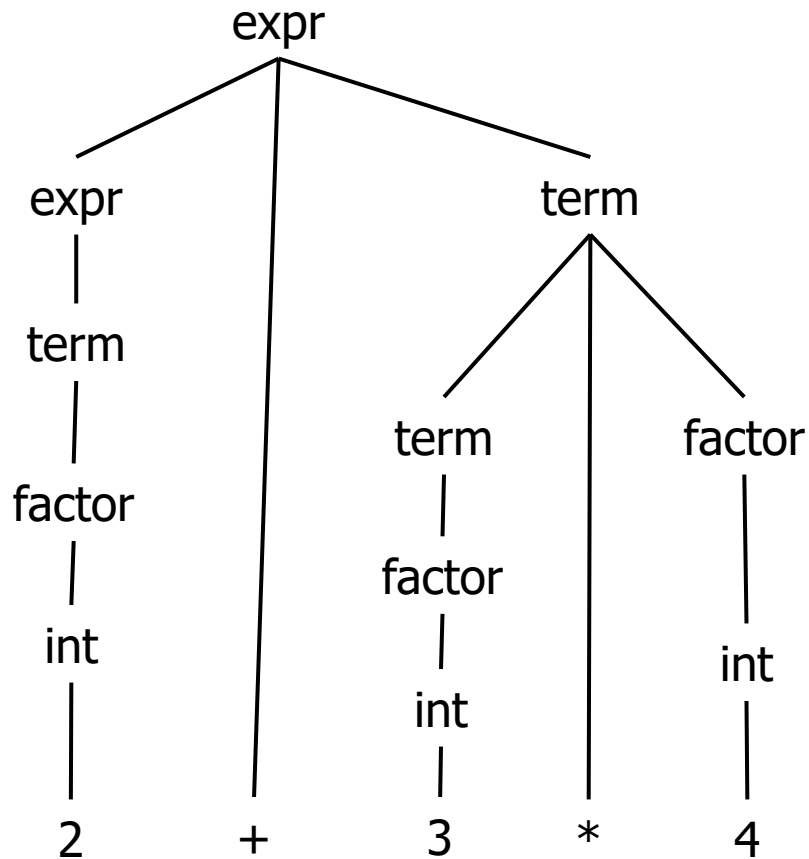 expr
expr term
term
term factor
factor
factor
int
int
int
2 + 3 * 4